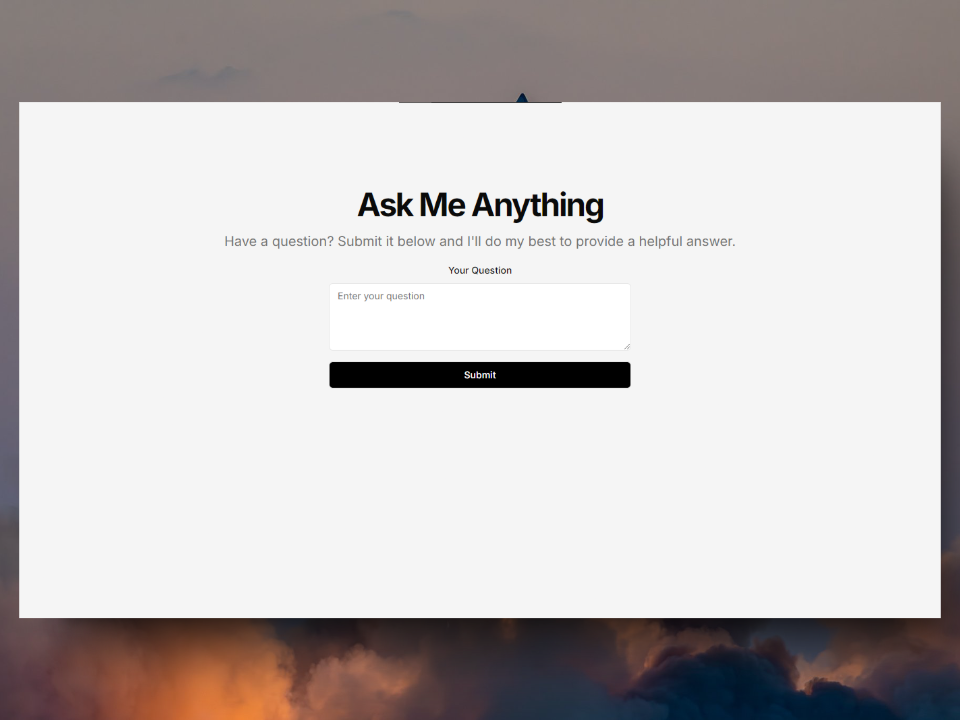 Ask Me Anything
Have a question? Submit it below and I'll do my best to provide a helpful answer.
Your Question
Enter your question
Submit